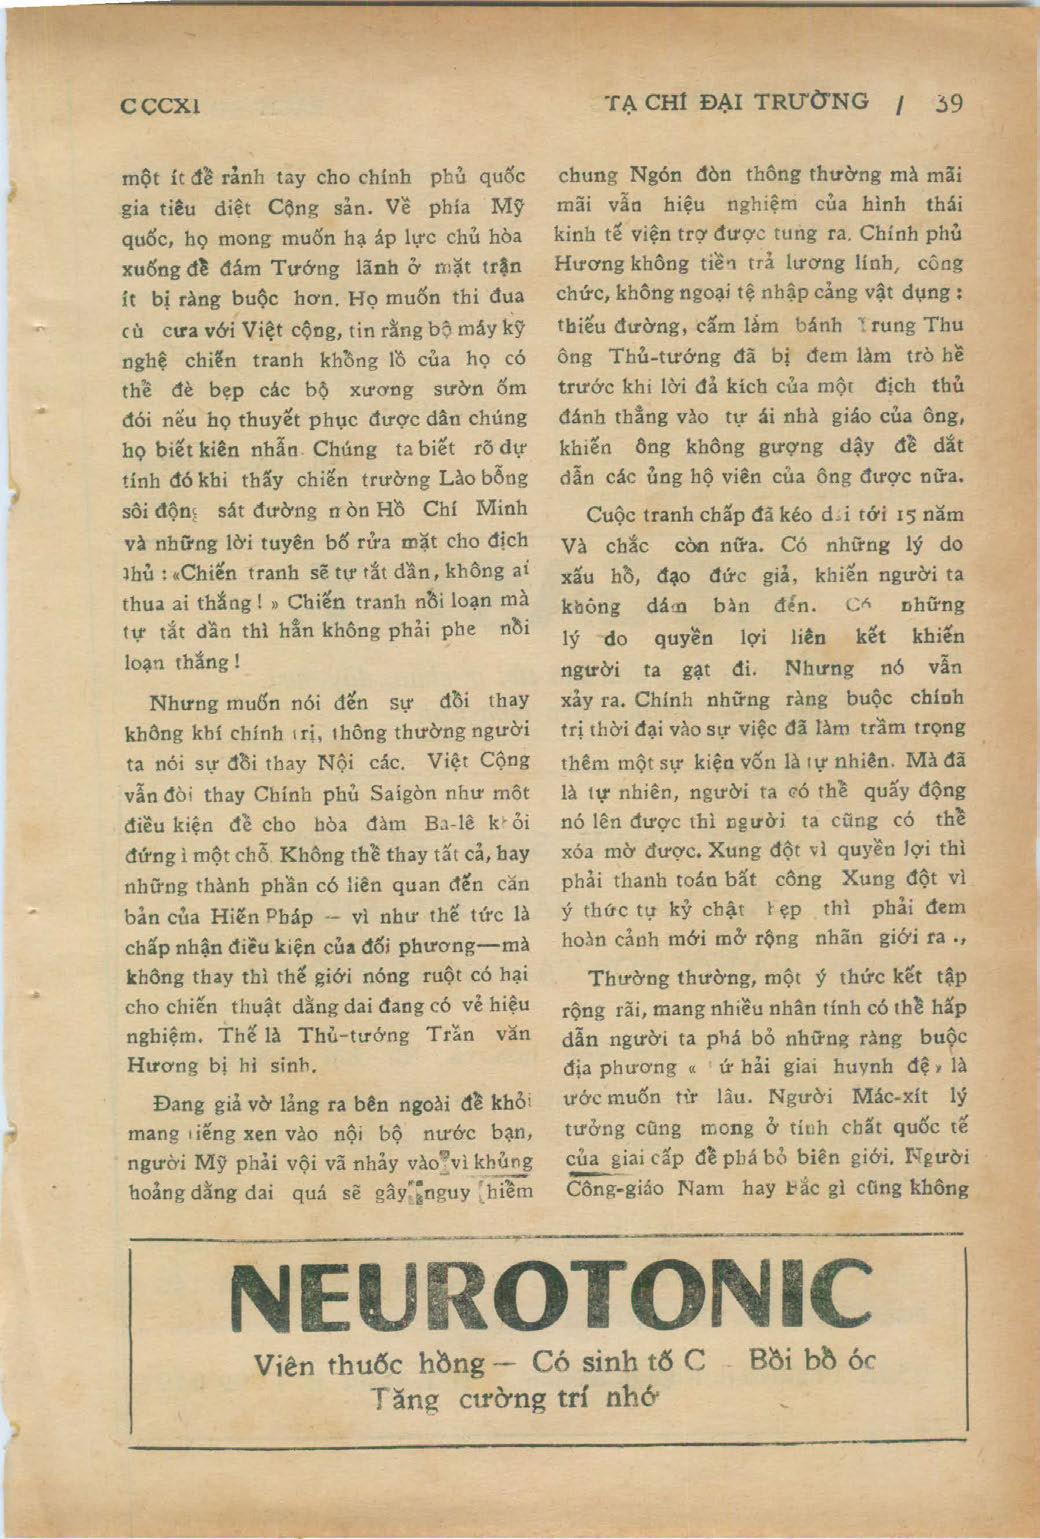 CCCXI
TẠ CHÍ ĐẠI TRƯỜNG / 39
một ít để rảnh tay cho chính phủ quốc
gia tiêu diệt Cộng sản. Về phía Mỹ
quốc, họ mong muốn hạ áp lực chủ hòa
xuống để đám Tướng lãnh ở mặt trận
ít bị ràng buộc hơn. Họ muốn thi đua
cù cưa với Việt cộng, tin rằng bộ máy kỹ
nghệ chiến tranh khổng lồ của họ có
thể đè bẹp các bộ xương sườn ốm
đói nếu họ thuyết phục được dân chúng
họ biết kiên nhẫn. Chúng ta biết rõ dự
tính đó khi thấy chiến trường Lào bỗng
sôi động sát đường mòn Hồ Chí Minh
và những lời tuyên bố rửa mặt cho địch
thủ : «Chiến tranh sẽ tự tắt dần, không ai
thua ai thắng ! » Chiến tranh nổi loạn mà
tự tắt dần thì hẳn không phải phe nổi
loạn thắng !
Nhưng muốn nói đến sự đổi thay
không khí chính trị, thông thường người
ta nói sự đổi thay Nội các. Việt Cộng
vẫn đòi thay Chính phủ Saigòn như một
điều kiện để cho hòa đàm Ba-lê khỏi
đứng ì một chỗ. Không thể thay tất cả, hay
những thành phần có liên quan đến căn
bản của Hiến Pháp — vì như thế tức là
chấp nhận điều kiện của đối phương—mà
không thay thì thế giới nóng ruột có hại
cho chiến thuật dằng dai đang có vẻ hiệu
nghiệm. Thế là Thủ-tướng Trần văn
Hương bị hi sinh.
Đang giả vờ lảng ra bên ngoài để khỏi
mang tiếng xen vào nội bộ nước bạn,
người Mỹ phải vội vã nhảy vào vì khủng
hoảng dằng dai quá sẽ gây nguy hiểm
chung Ngón đòn thông thường mà mãi
mãi vẫn hiệu nghiệm của hình thái
kinh tế viện trợ được tung ra. Chính phủ
Hương không tiền trả lương lính, công
chức, không ngoại tệ nhập cảng vật dụng :
thiếu đường, cấm làm bánh Trung Thu
ông Thủ-tướng đã bị đem làm trò hề
trước khi lời đả kích của một địch thủ
đánh thẳng vào tự ái nhà giáo của ông,
khiến ông không gượng dậy để dắt
dẫn các ủng hộ viên của ông được nữa.
Cuộc tranh chấp đã kéo dài tới 15 năm
Và chắc còn nữa. Có những lý do
xấu hổ, đạo đức giả, khiến người ta
không dám bàn đến. Có những
lý do quyền lợi liên kết khiến
người ta gạt đi. Nhưng nó vẫn
xảy ra. Chính những ràng buộc chính
trị thời đại vào sự việc đã làm trầm trọng
thêm một sự kiện vốn là tự nhiên. Mà đã
là tự nhiên, người ta có thể quấy động
nó lên được thì người ta cũng có thể
xóa mờ được. Xung đột vì quyền lợi thì
phải thanh toán bất công Xung đột vì
ý thức tự kỷ chật hẹp thì phải đem
hoàn cảnh mới mở rộng nhãn giới ra .,
Thường thường, một ý thức kết tập
rộng rãi, mang nhiều nhân tính có thể hấp
dẫn người ta phá bỏ những ràng buộc
địa phương « Tứ hải giai huynh đệ » là
ước muốn từ lâu. Người Mác-xít lý
tưởng cũng mong ở tính chất quốc tế
của giai cấp để phá bỏ biên giới. Người
Công-giáo Nam hay Bắc gì cũng không
NEUROTONIC
Viên thuốc hồng — Có sinh tố C - Bồi bổ óc
Tăng cường trí nhớ